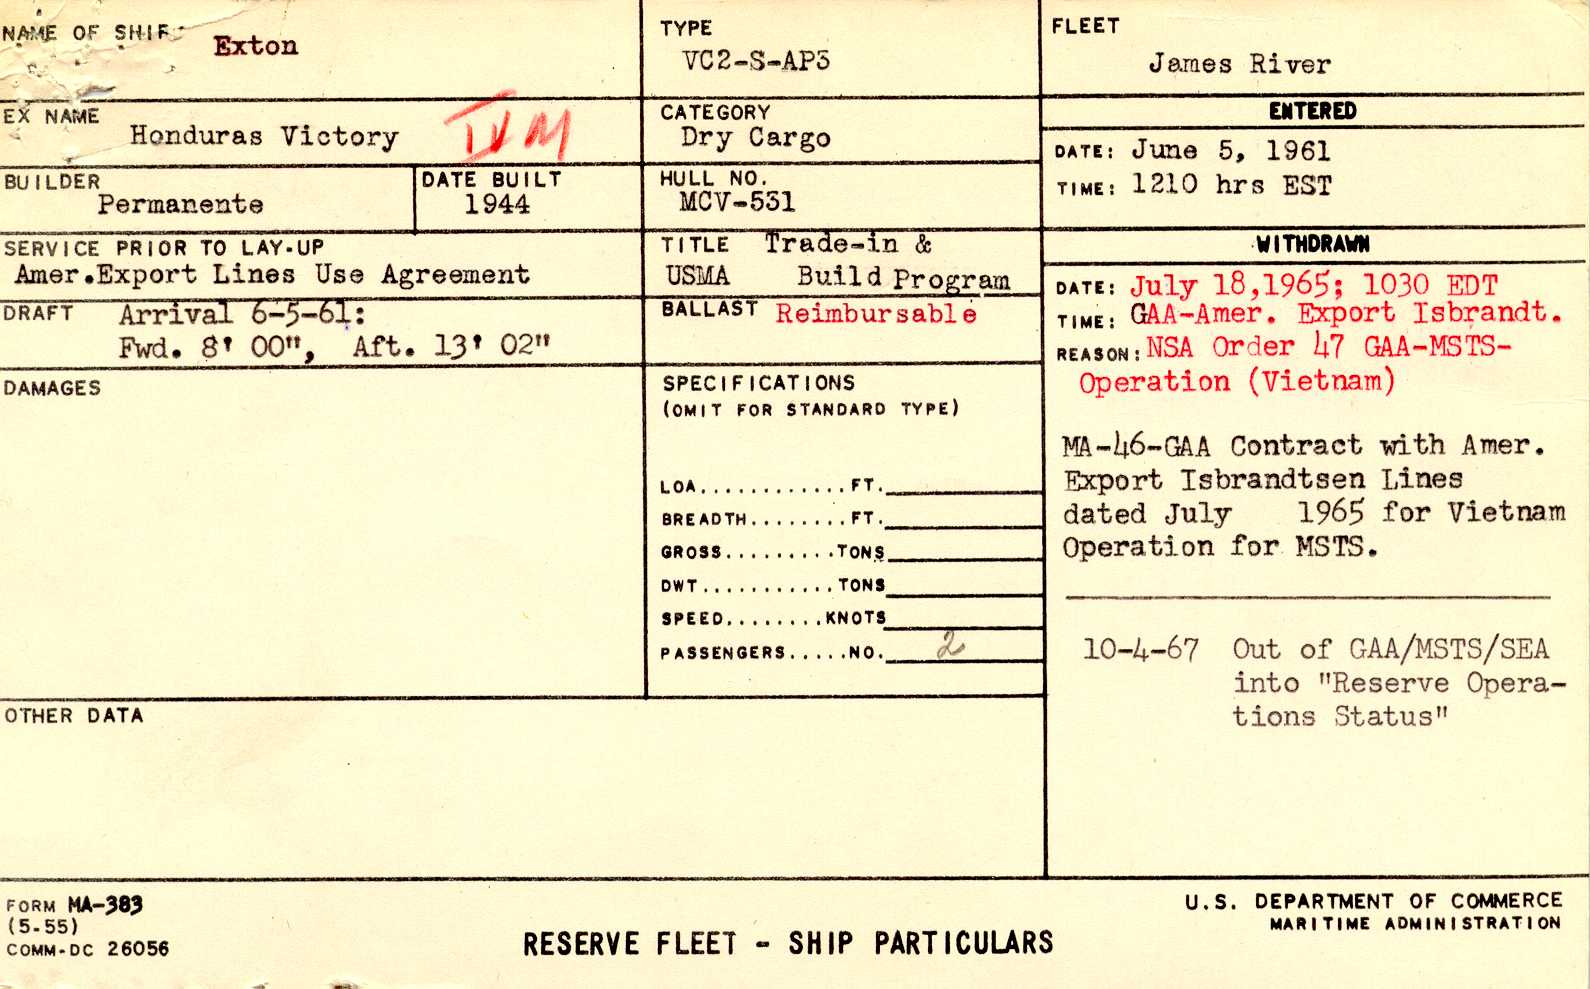 NAME OF SHIP Exton
EX NAME Honduras Victory IVM
BUILDER Permanente
DATE BUILT 1944
SERVICE PRIOR TO LAY-UP
Amer.Export Lines Use Agreement
DRAFT Arrival 6-5-61:
Fwd. 8' 00", Aft. 13' 02"
DAMAGES
OTHER DATA
TYPE
VC2-S-AP3
CATEGORY
Dry Cargo
HULL NO.
MCV-531
TITLE Trade-in &
USMA Build Program
BALLAST Reimbursable
SPECIFICATIONS
(OMIT FOR STANDARD TYPE)
LOA............FT.
BREADTH........FT.
GROSS.........TONS
DWT...........TONS
SPEED........KNOTS
PASSENGERS.....NO. 2
FLEET
James River
ENTERED
DATE: June 5, 1961
TIME: 1210 hrs EST
WITHDRAWN
DATE: July 18,1965; 1030 EDT
TIME: GAA-Amer. Export Isbrandt.
REASON: NSA Order 47 GAA-MSTS-
Operation (Vietnam)
MA-46-GAA Contract with Amer.
Export Isbrandtsen Lines
dated July 1965 for Vietnam
Operation for MSTS.
10-4-67 Out of GAA/MSTS/SEA
into "Reserve Opera-
tions Status"
FORM MA-383
(5-55)
COMM-DC 26056
RESERVE FLEET - SHIP PARTICULARS
U.S. DEPARTMENT OF COMMERCE
MARITIME ADMINISTRATION